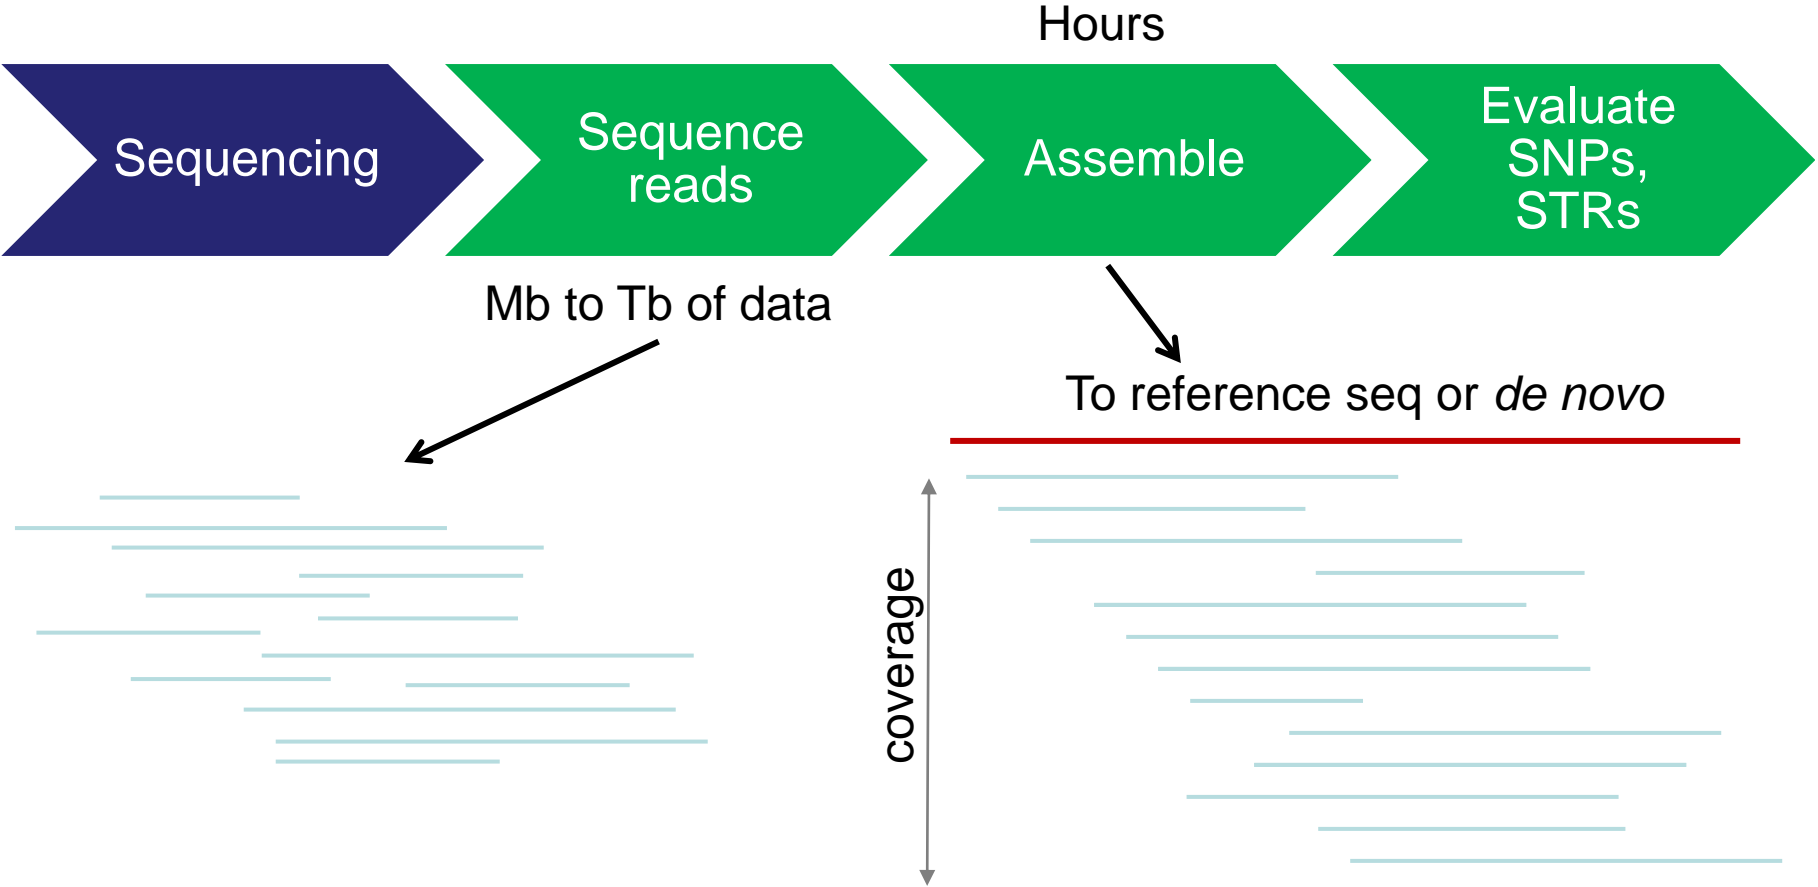 Hours
Sequencing
Sequence
reads
Assemble
Evaluate
SNPs,
STRs
Mb to Tb of data
To reference seq or de novo
coverage